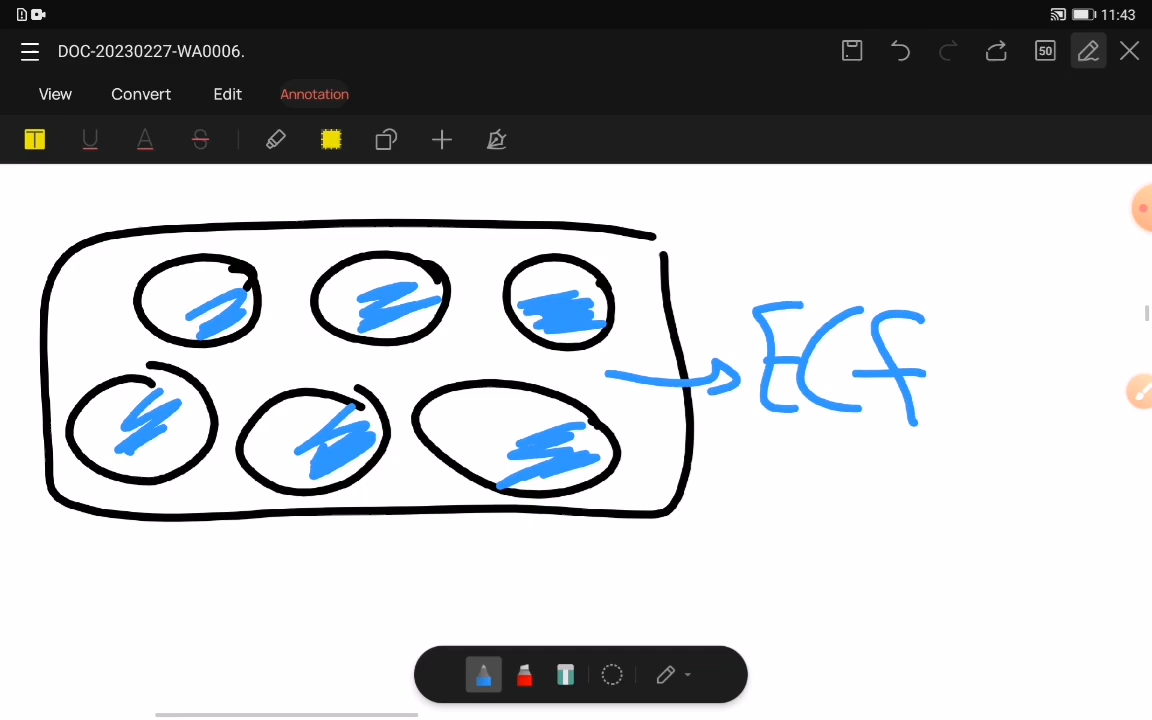 11:43
DOC-20230227-WA0006.
50
View Convert Edit Annotation
T U A S
ECf